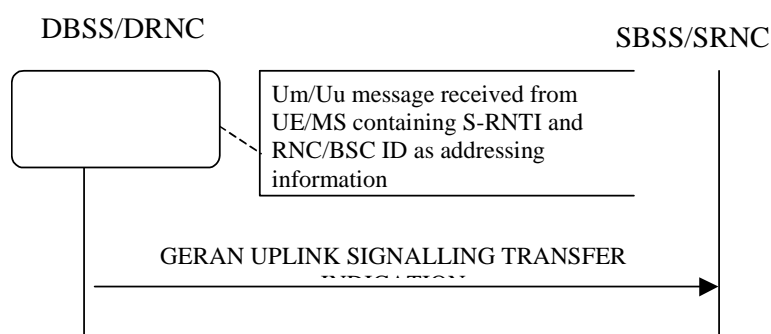 DBSS/DRNC
SBSS/SRNC
Um/Uu message received from
UE/MS containing S-RNTI and
RNC/BSC ID as addressing
information
GERAN UPLINK SIGNALLING TRANSFER
INDICATION